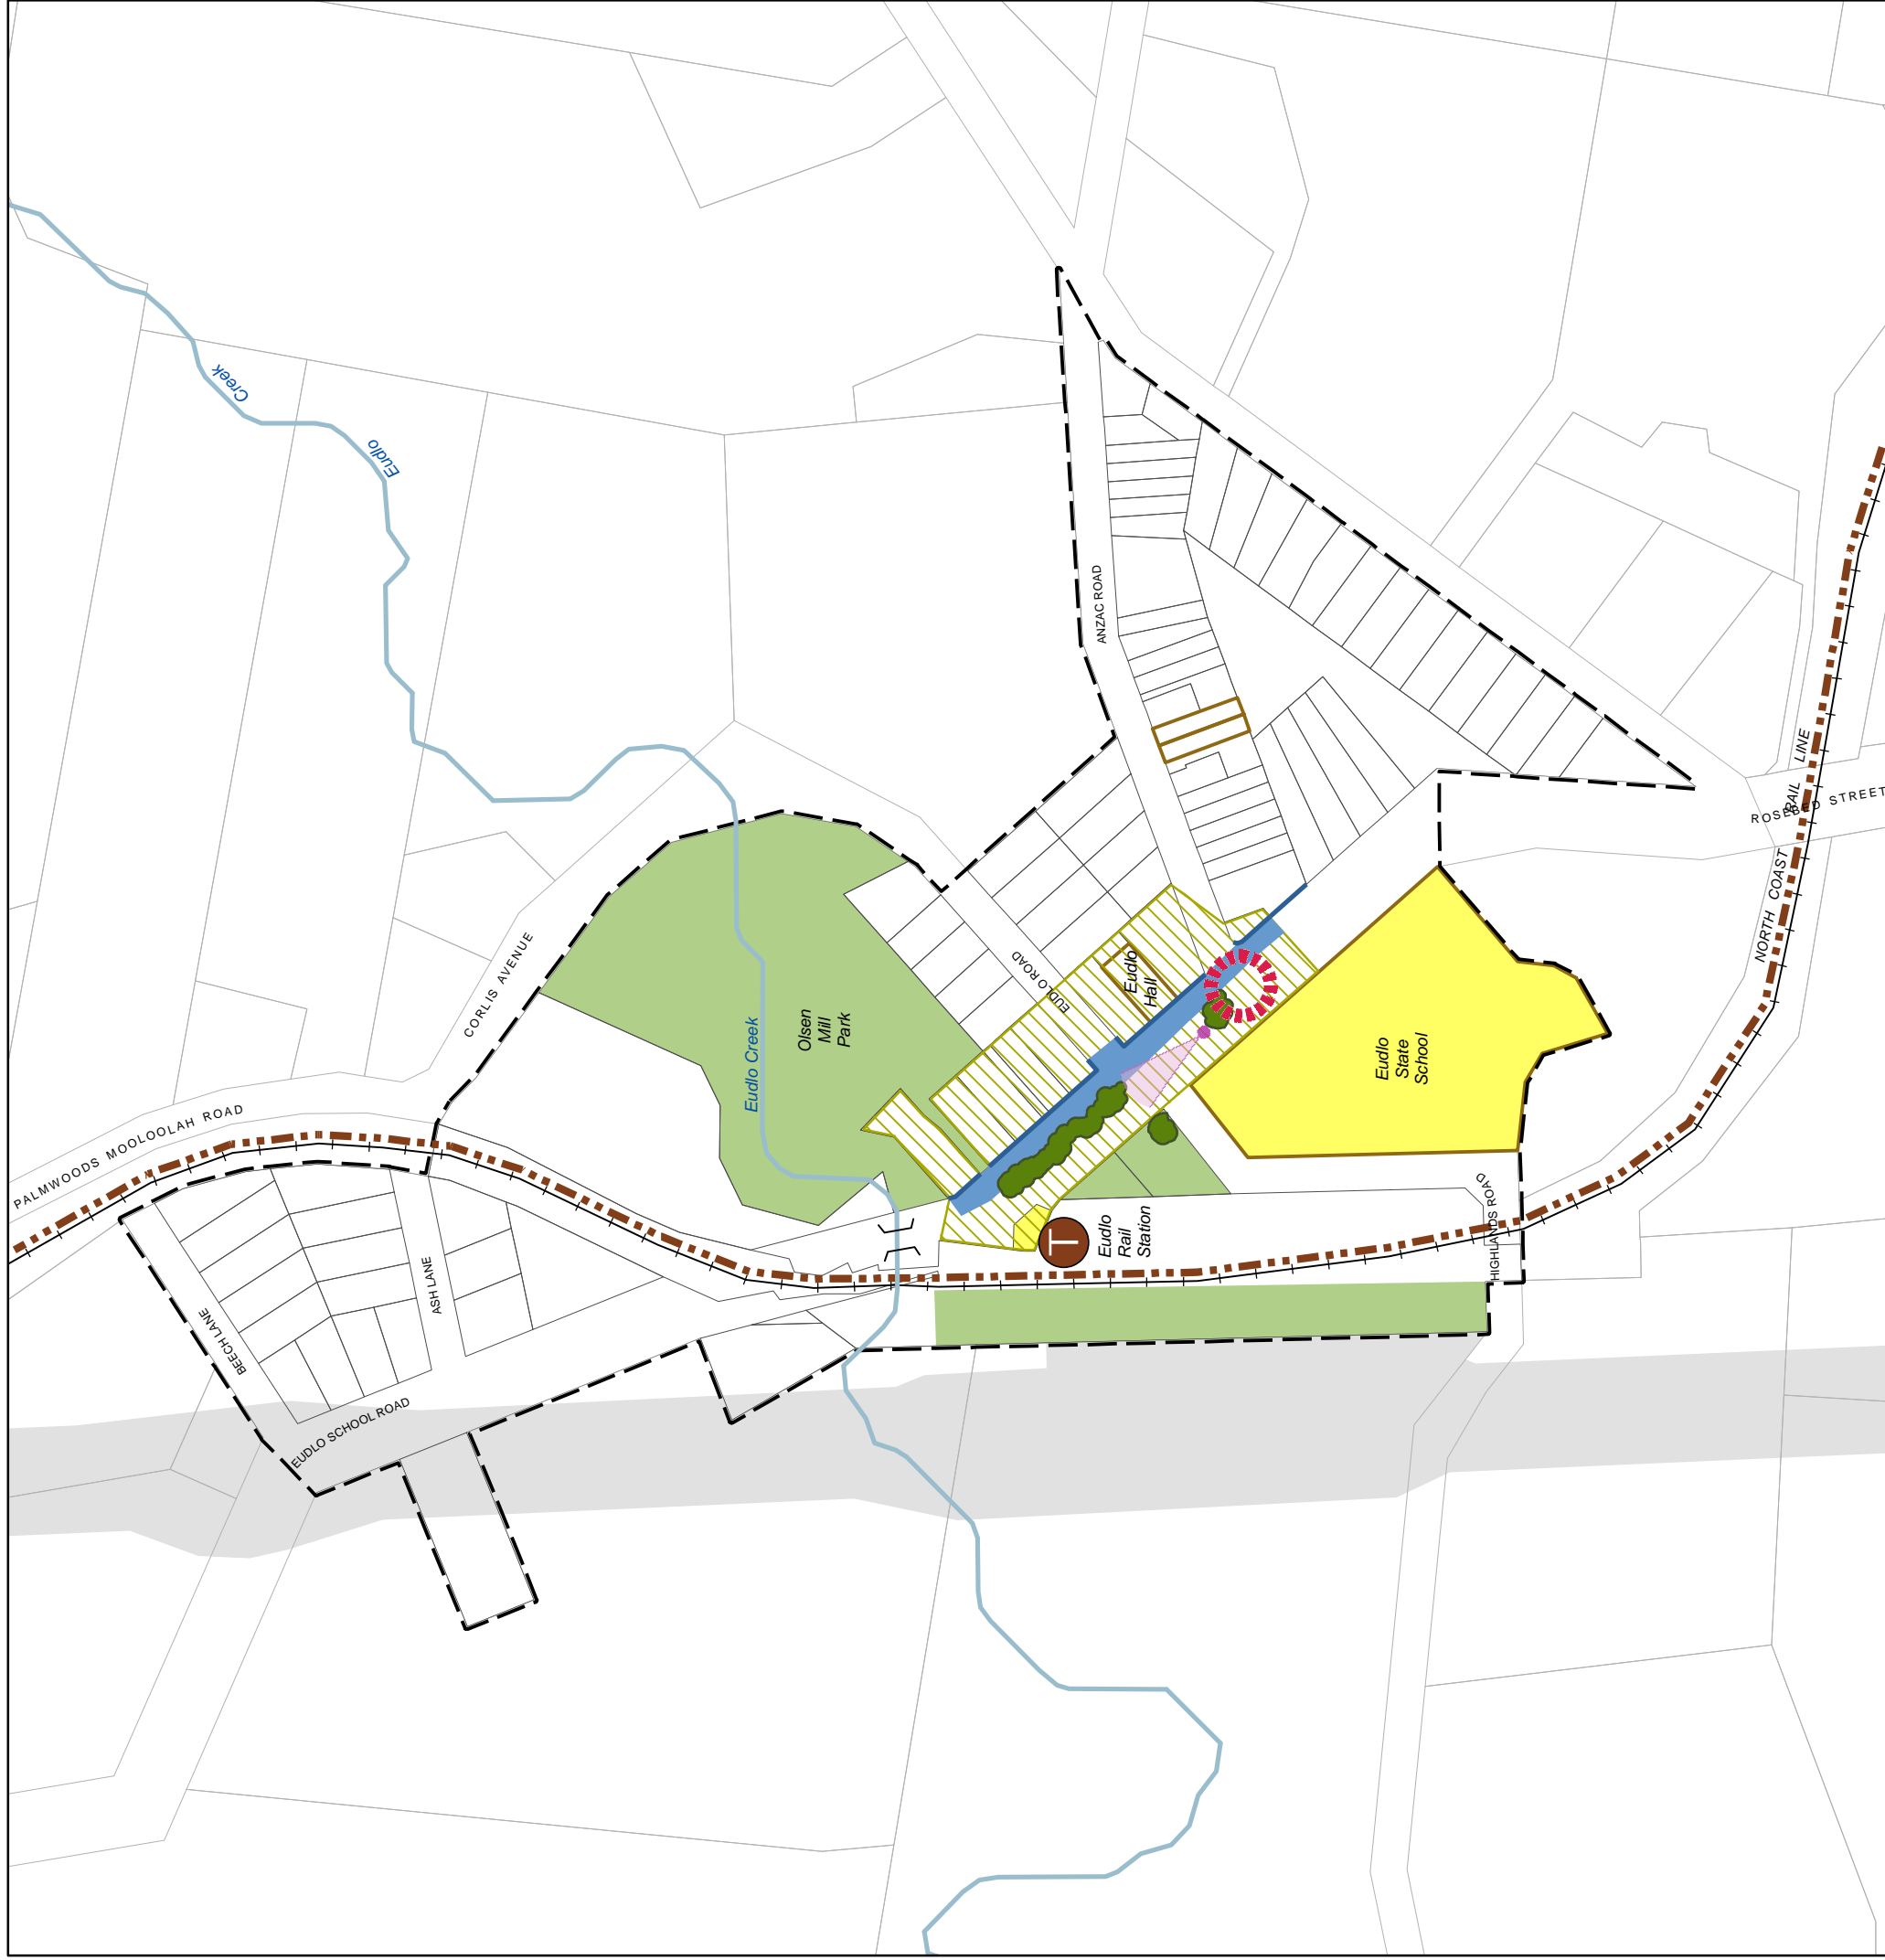 Creek
Eudlo
ANZAC ROAD
RAIL LINE
ROSEBED STREET
NORTH COAST
CORLIS AVENUE
EUDLO ROAD
Eudlo
Hall
Olsen
Mill
Park
Eudlo Creek
Eudlo
State
School
PALMWOODS MOOLOOLAH ROAD
HIGHLANDS ROAD
Eudlo
Rail
Station
T
ASH LANE
BEECH LANE
EUDLO SCHOOL ROAD